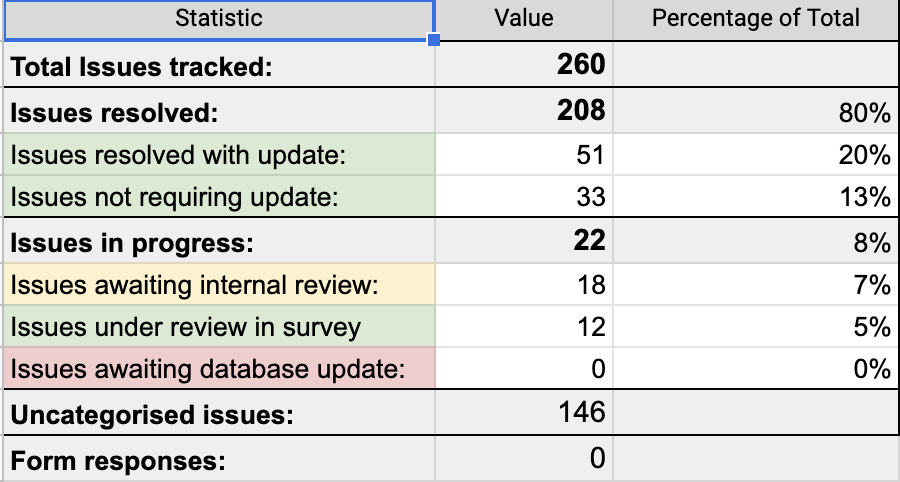 Statistic Value Percentage of Total
Total Issues tracked: 260
Issues resolved: 208 80%
Issues resolved with update: 51 20%
Issues not requiring update: 33 13%
Issues in progress: 22 8%
Issues awaiting internal review: 18 7%
Issues under review in survey 12 5%
Issues awaiting database update: 0 0%
Uncategorised issues: 146
Form responses: 0